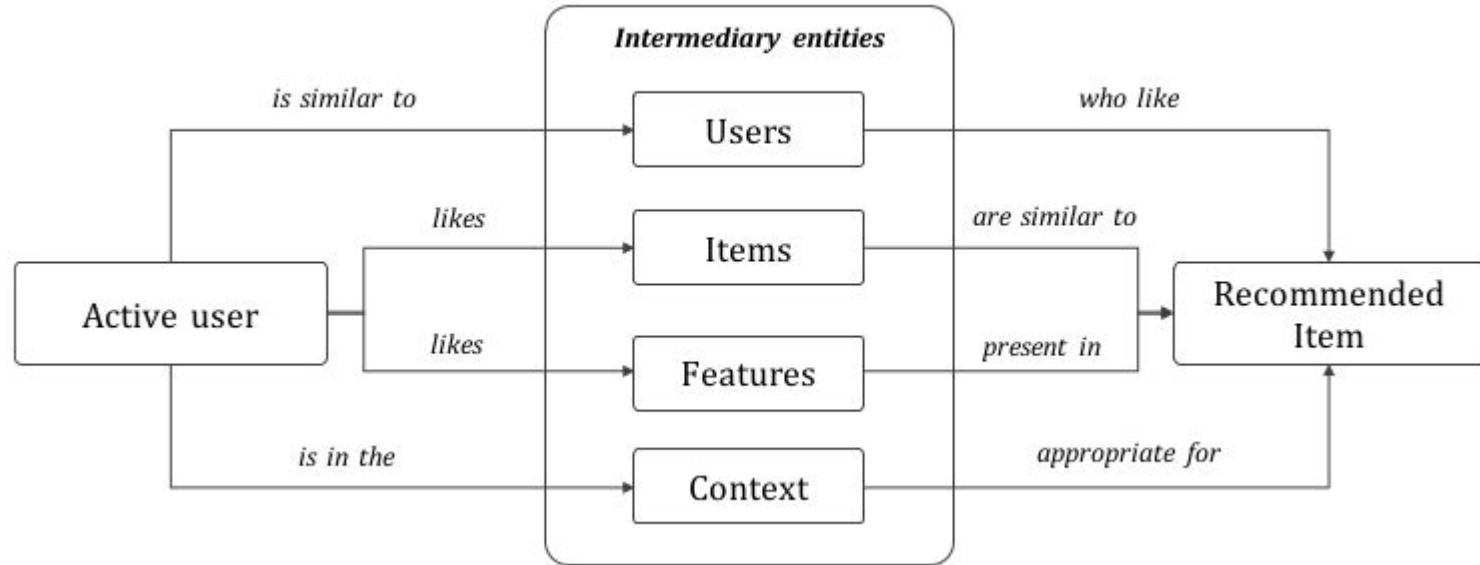 Intermediary entities
is similar to
Users
who like
likes
Items
are similar to
Active user
Recommended
Item
likes
Features
present in
is in the
Context
appropriate for